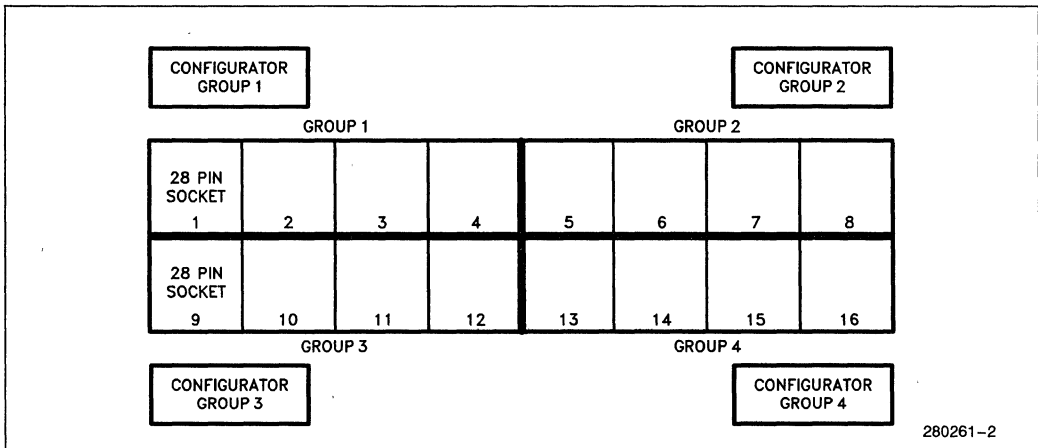 CONFIGURATOR
GROUP 1
CONFIGURATOR
GROUP 2
GROUP 1
GROUP 2
28 PIN
SOCKET
1 2 3 4 5 6 7 8
28 PIN
SOCKET
9 10 11 12 13 14 15 16
GROUP 3
GROUP 4
CONFIGURATOR
GROUP 3
CONFIGURATOR
GROUP 4
280261-2